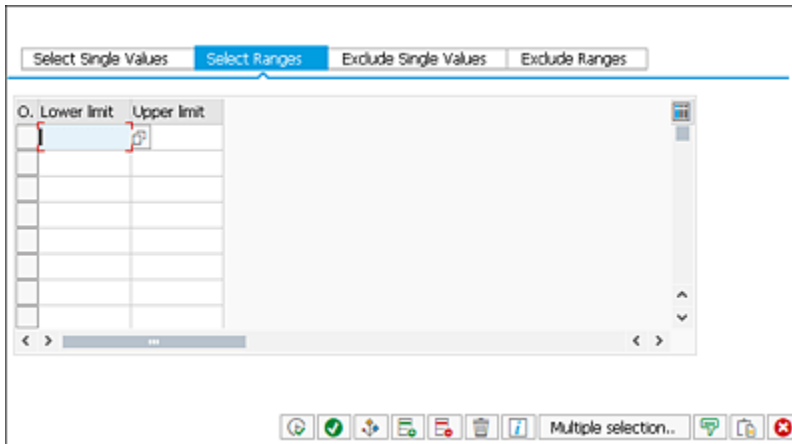 Select Single Values Select Ranges Exclude Single Values Exclude Ranges
O. Lower limit Upper limit
Multiple selection..